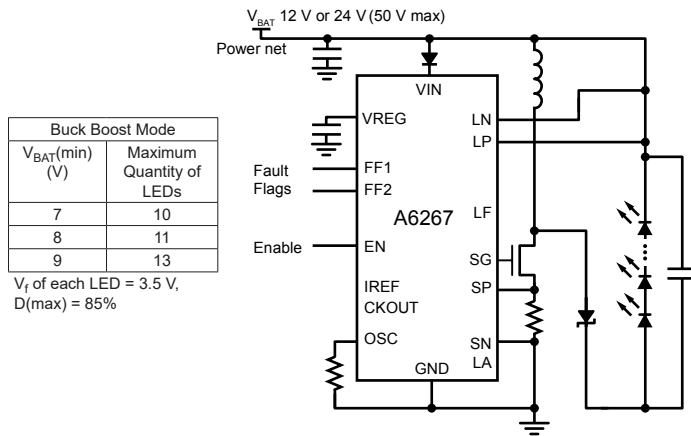 V_BAT 12 V or 24 V (50 V max)
Power net
VIN
VREG
LN
LP
Fault
Flags
FF1
FF2
LF
A6267
Enable
EN
SG
IREF
SP
CKOUT
OSC
SN
LA
GND
Buck Boost Mode
V_BAT(min)
(V)
Maximum
Quantity of
LEDs
7 10
8 11
9 13
V_f of each LED = 3.5 V,
D(max) = 85%